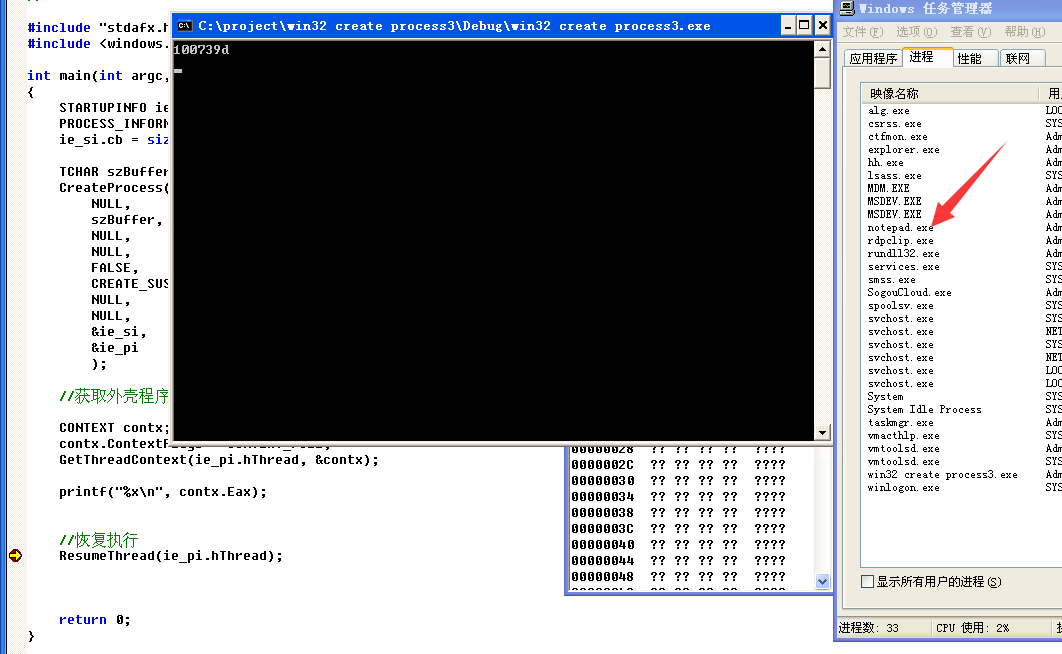 #include "stdafx.h
#include <windows.
int main(int argc,
{
STARTUPINFO ie
PROCESS_INFORM
ie_si.cb = siz
TCHAR szBuffer
CreateProcess(
NULL,
szBuffer,
NULL,
NULL,
FALSE,
CREATE_SUS
NULL,
NULL,
&ie_si,
&ie_pi
);
//获取外壳程序
CONTEXT contx;
GetThreadContext(ie_pi.hThread, &contx);
printf("%x\n", contx.Eax);
//恢复执行
ResumeThread(ie_pi.hThread);
return 0;
}
C:\project\win32 create process3\Debug\win32 create process3.exe
100739d
00000028 ?? ?? ?? ?? ????
0000002C ?? ?? ?? ?? ????
00000030 ?? ?? ?? ?? ????
00000034 ?? ?? ?? ?? ????
00000038 ?? ?? ?? ?? ????
0000003C ?? ?? ?? ?? ????
00000040 ?? ?? ?? ?? ????
00000044 ?? ?? ?? ?? ????
00000048 ?? ?? ?? ?? ????
Windows 任务管理器
文件(F) 选项(O) 查看(V) 帮助(H)
应用程序 进程 性能 联网
映像名称 用
alg.exe LOC
csrss.exe SYS
ctfmon.exe Adm
explorer.exe Adm
hh.exe Adm
lsass.exe SYS
MDM.EXE Adm
MSDEV.EXE Adm
MSDEV.EXE Adm
notepad.exe Adm
rdpclip.exe Adm
rundll32.exe Adm
services.exe SYS
smss.exe SYS
SogouCloud.exe Adm
spoolsv.exe SYS
svchost.exe SYS
svchost.exe NET
svchost.exe SYS
svchost.exe NET
svchost.exe LOC
svchost.exe LOC
System SYS
System Idle Process SYS
taskmgr.exe Adm
vmacthlp.exe SYS
vmtoolsd.exe Adm
vmtoolsd.exe SYS
win32 create process3.exe Adm
winlogon.exe SYS
显示所有用户的进程(S)
进程数: 33 CPU 使用: 2%